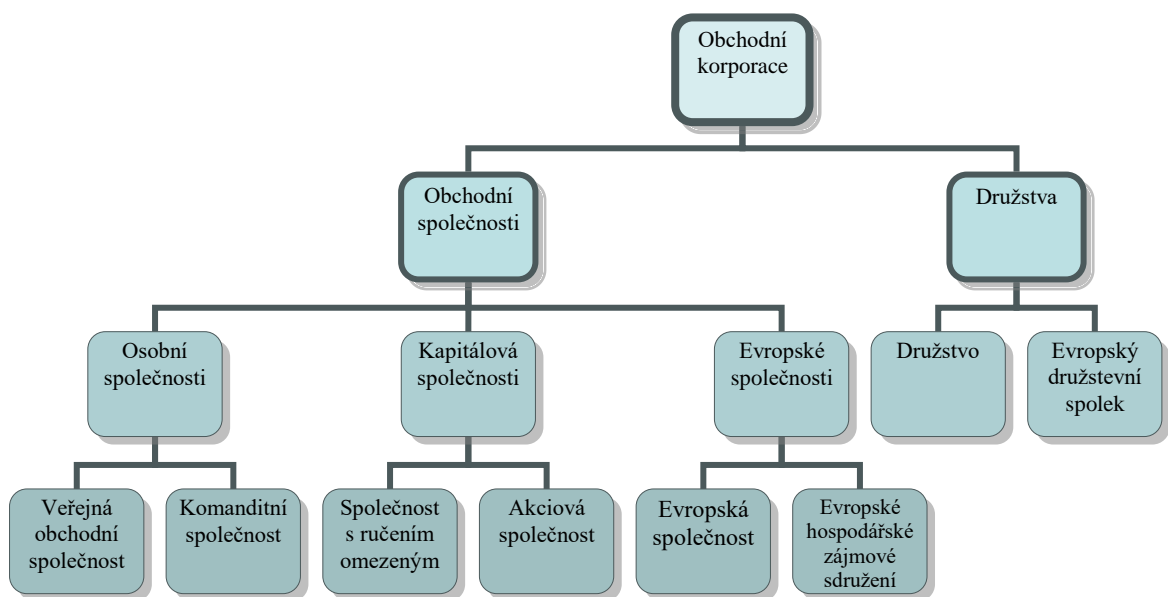 Obchodní
korporace
Obchodní
společnosti
Družstva
Osobní
společnosti
Kapitálová
společnosti
Evropské
společnosti
Družstvo
Evropský
družstevní
spolek
Veřejná
obchodní
společnost
Komanditní
společnost
Společnost
s ručením
omezeným
Akciová
společnost
Evropská
společnost
Evropské
hospodářské
zájmové
sdružení